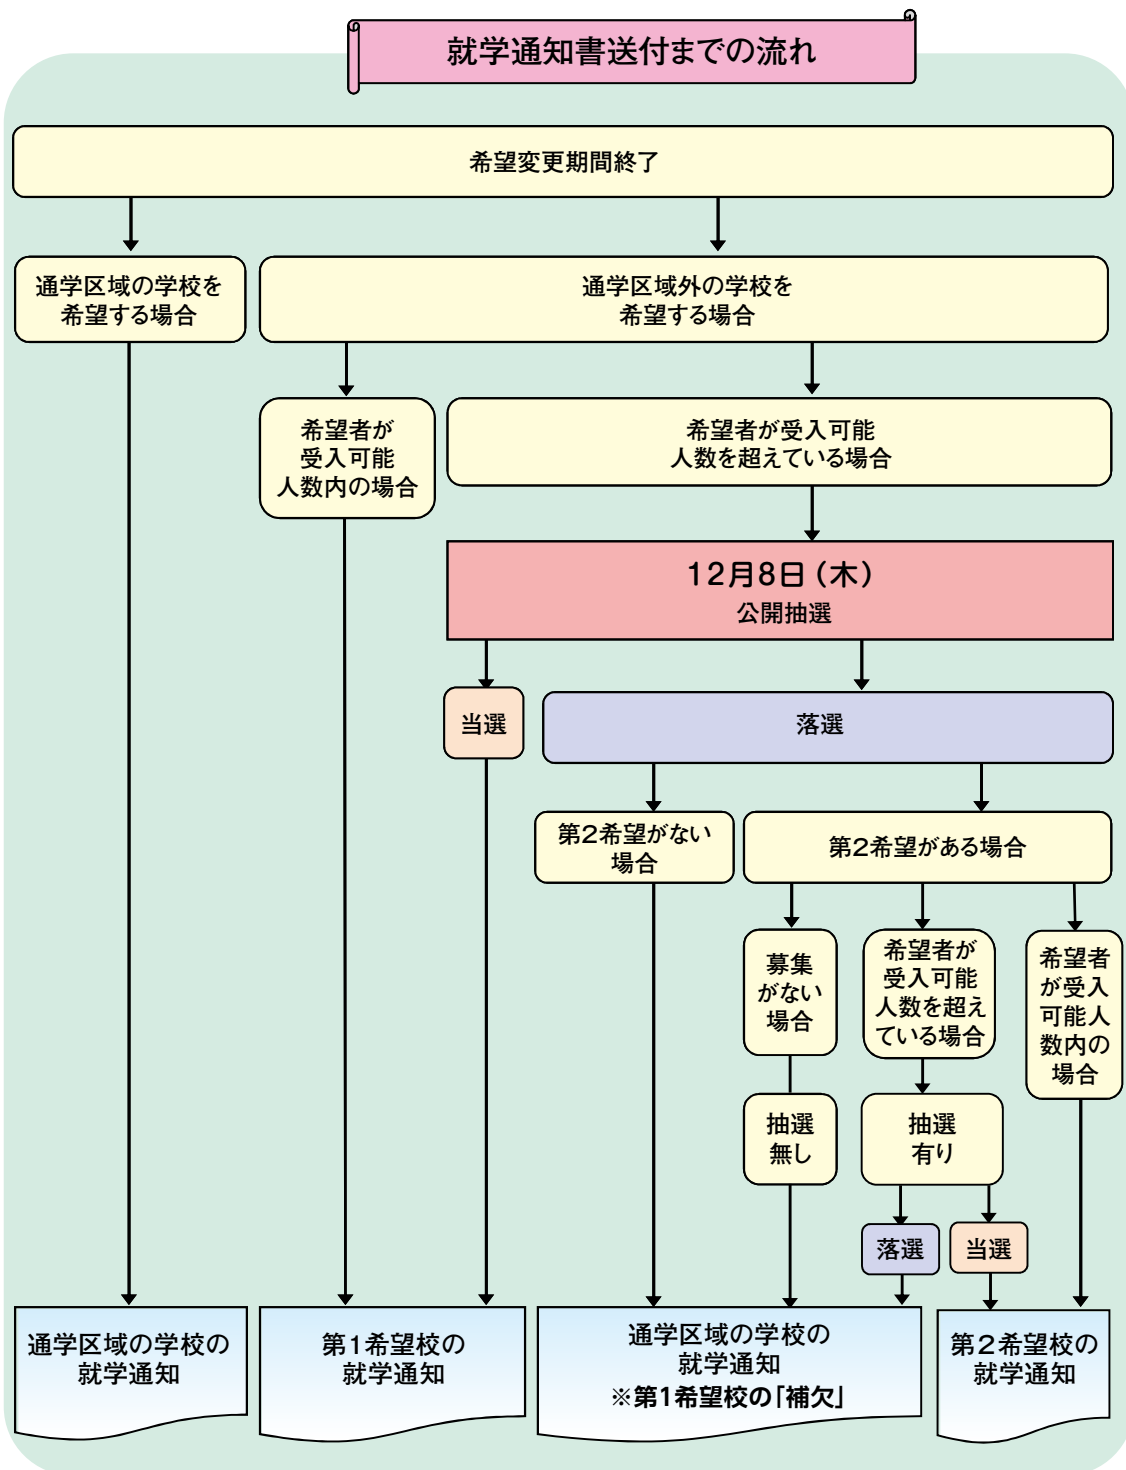 就学通知書送付までの流れ
希望変更期間終了
通学区域の学校を
希望する場合
通学区域外の学校を
希望する場合
希望者が
受入可能
人数内の場合
希望者が受入可能
人数を超えている場合
12月8日（木）
公開抽選
当選
落選
第2希望がない
場合
第2希望がある場合
募集
がない
場合
希望者が
受入可能
人数を超え
ている場合
希望者
が受入
可能人
数内の
場合
抽選
無し
抽選
有り
落選
当選
通学区域の学校の
就学通知
第1希望校の
就学通知
通学区域の学校の
就学通知
※第1希望校の「補欠」
第2希望校の
就学通知